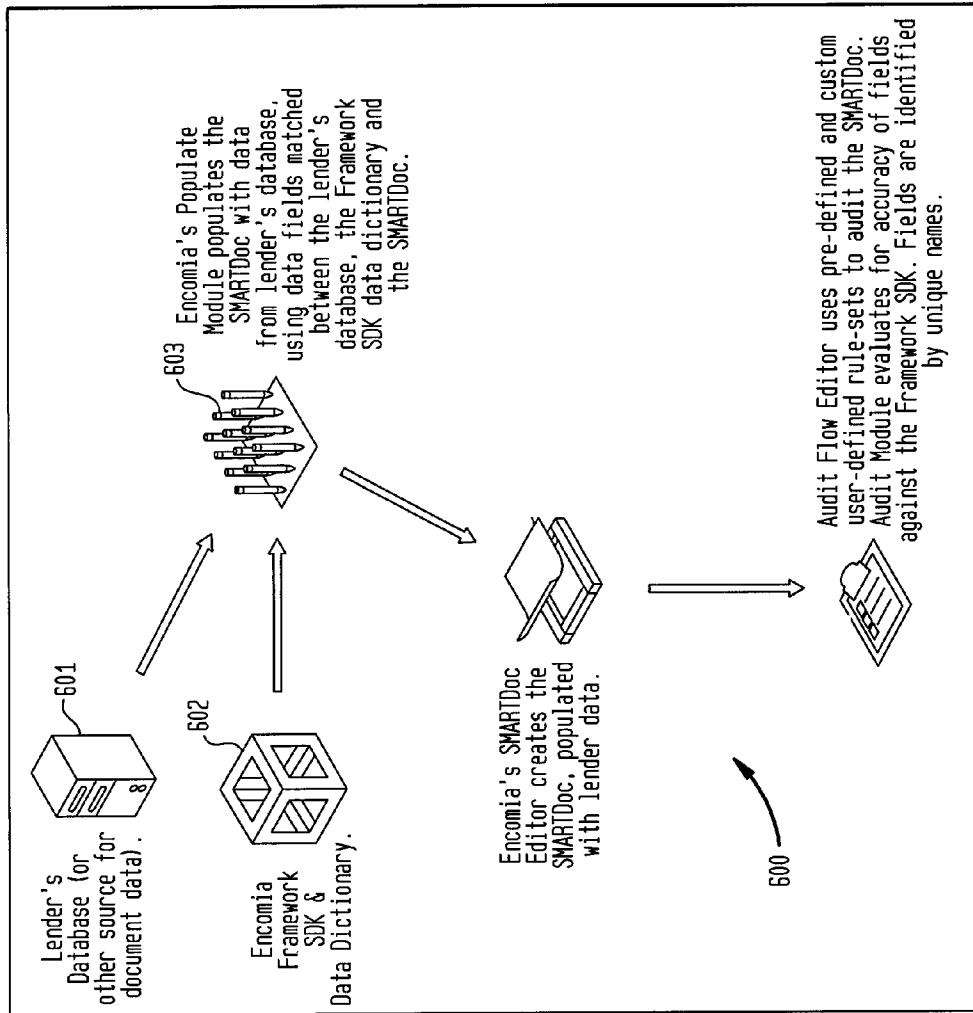 Lender's
Database (or
other source for
document data).
601
Encomia
Framework
SDK &
Data Dictionary.
602
603
Encomia's Populate
Module populates the
SMARTDoc with data
from lender's database,
using data fields matched
between the lender's
database, the Framework
SDK data dictionary and
the SMARTDoc.
Encomia's SMARTDoc
Editor creates the
SMARTDoc, populated
with lender data.
600
Audit Flow Editor uses pre-defined and custom
user-defined rule-sets to audit the SMARTDoc.
Audit Module evaluates for accuracy of fields
against the Framework SDK. Fields are identified
by unique names.